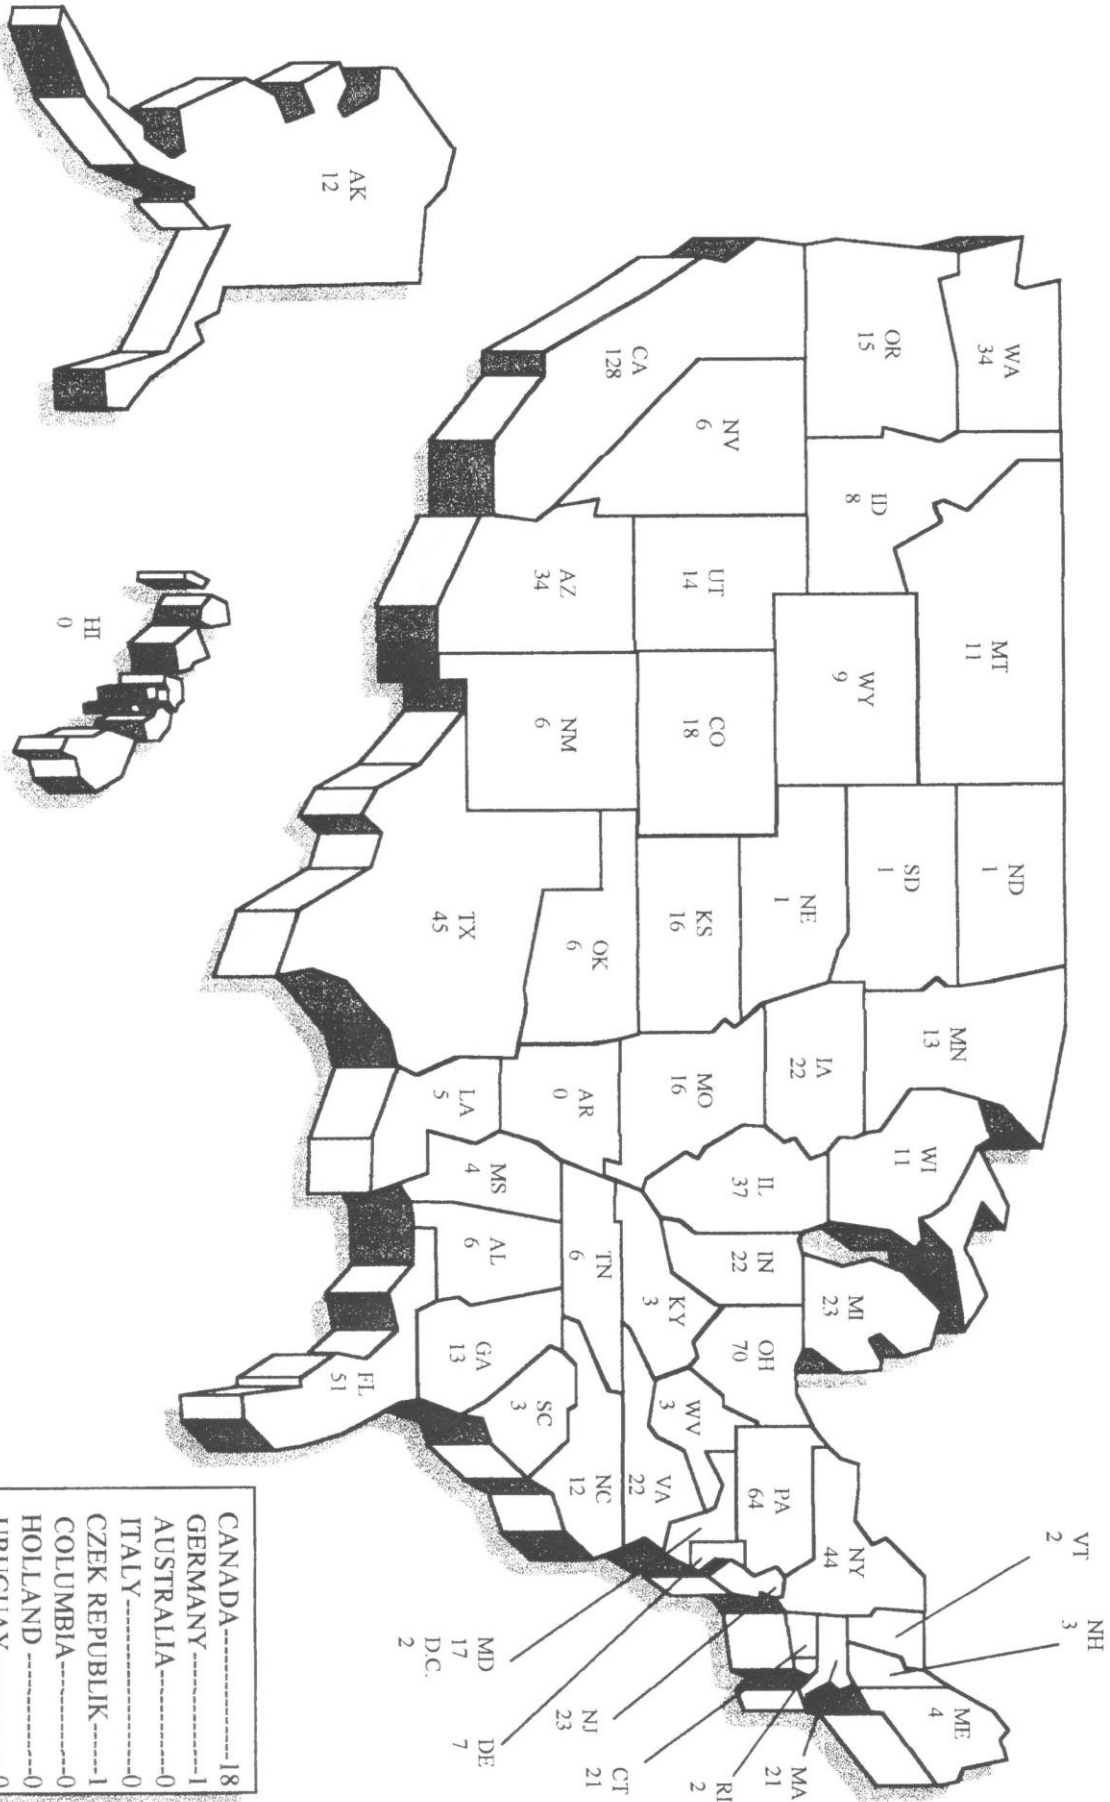 AK
12
HI
0
WA
34
OR
15
CA
128
NV
6
ID
8
MT
11
WY
9
UT
14
AZ
34
CO
18
NM
6
ND
1
SD
1
NE
1
KS
16
OK
6
TX
45
MN
13
IA
22
MO
16
AR
0
LA
5
WI
11
IL
37
MS
4
MI
23
IN
22
KY
3
TN
6
AL
6
OH
70
WV
3
GA
13
FL
51
SC
3
NC
12
VA
22
PA
64
NY
44
VT
2
NH
3
ME
4
MA
21
RI
2
CT
21
NJ
23
DE
7
MD
17
D.C.
2
CANADA----------18
GERMANY--------1
AUSTRALIA-------0
ITALY--------------0
CZEK REPUBLIK----1
COLUMBIA---------0
HOLLAND----------0
URUGUAY---------0